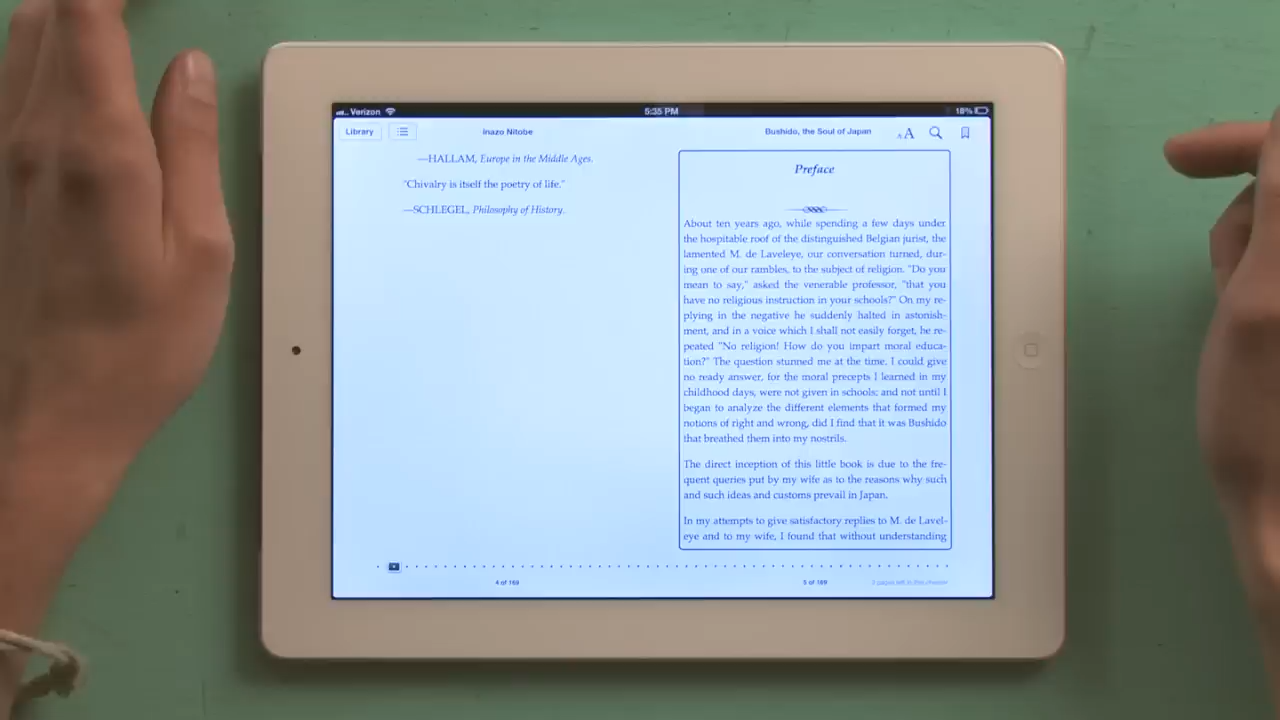 Verizon 5:35 PM 18%
Library Inazo Nitobe Bushido, the Soul of Japan AA
—HALLAM, Europe in the Middle Ages.
"Chivalry is itself the poetry of life."
—SCHLEGEL, Philosophy of History.
Preface
About ten years ago, while spending a few days under
the hospitable roof of the distinguished Belgian jurist, the
lamented M. de Laveleye, our conversation turned, dur-
ing one of our rambles, to the subject of religion. "Do you
mean to say," asked the venerable professor, "that you
have no religious instruction in your schools?" On my re-
plying in the negative he suddenly halted in astonish-
ment, and in a voice which I shall not easily forget, he re-
peated "No religion! How do you impart moral educa-
tion?" The question stunned me at the time. I could give
no ready answer, for the moral precepts I learned in my
childhood days, were not given in schools; and not until I
began to analyze the different elements that formed my
notions of right and wrong, did I find that it was Bushido
that breathed them into my nostrils.
The direct inception of this little book is due to the fre-
quent queries put by my wife as to the reasons why such
and such ideas and customs prevail in Japan.
In my attempts to give satisfactory replies to M. de Lavel-
eye and to my wife, I found that without understanding
4 of 169 5 of 169 pages left in this chapter